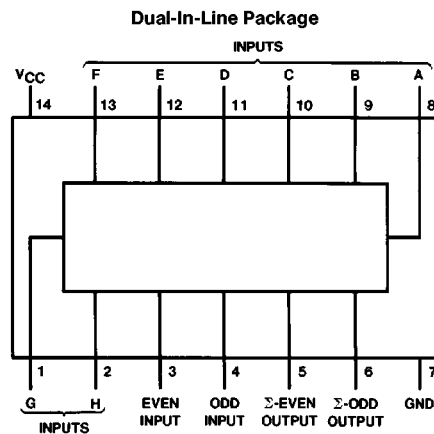 Dual-In-Line Package
INPUTS
VCC F E D C B A
14 13 12 11 10 9 8
1 2 3 4 5 6 7
G H EVEN INPUT ODD INPUT Σ-EVEN OUTPUT Σ-ODD OUTPUT GND
INPUTS